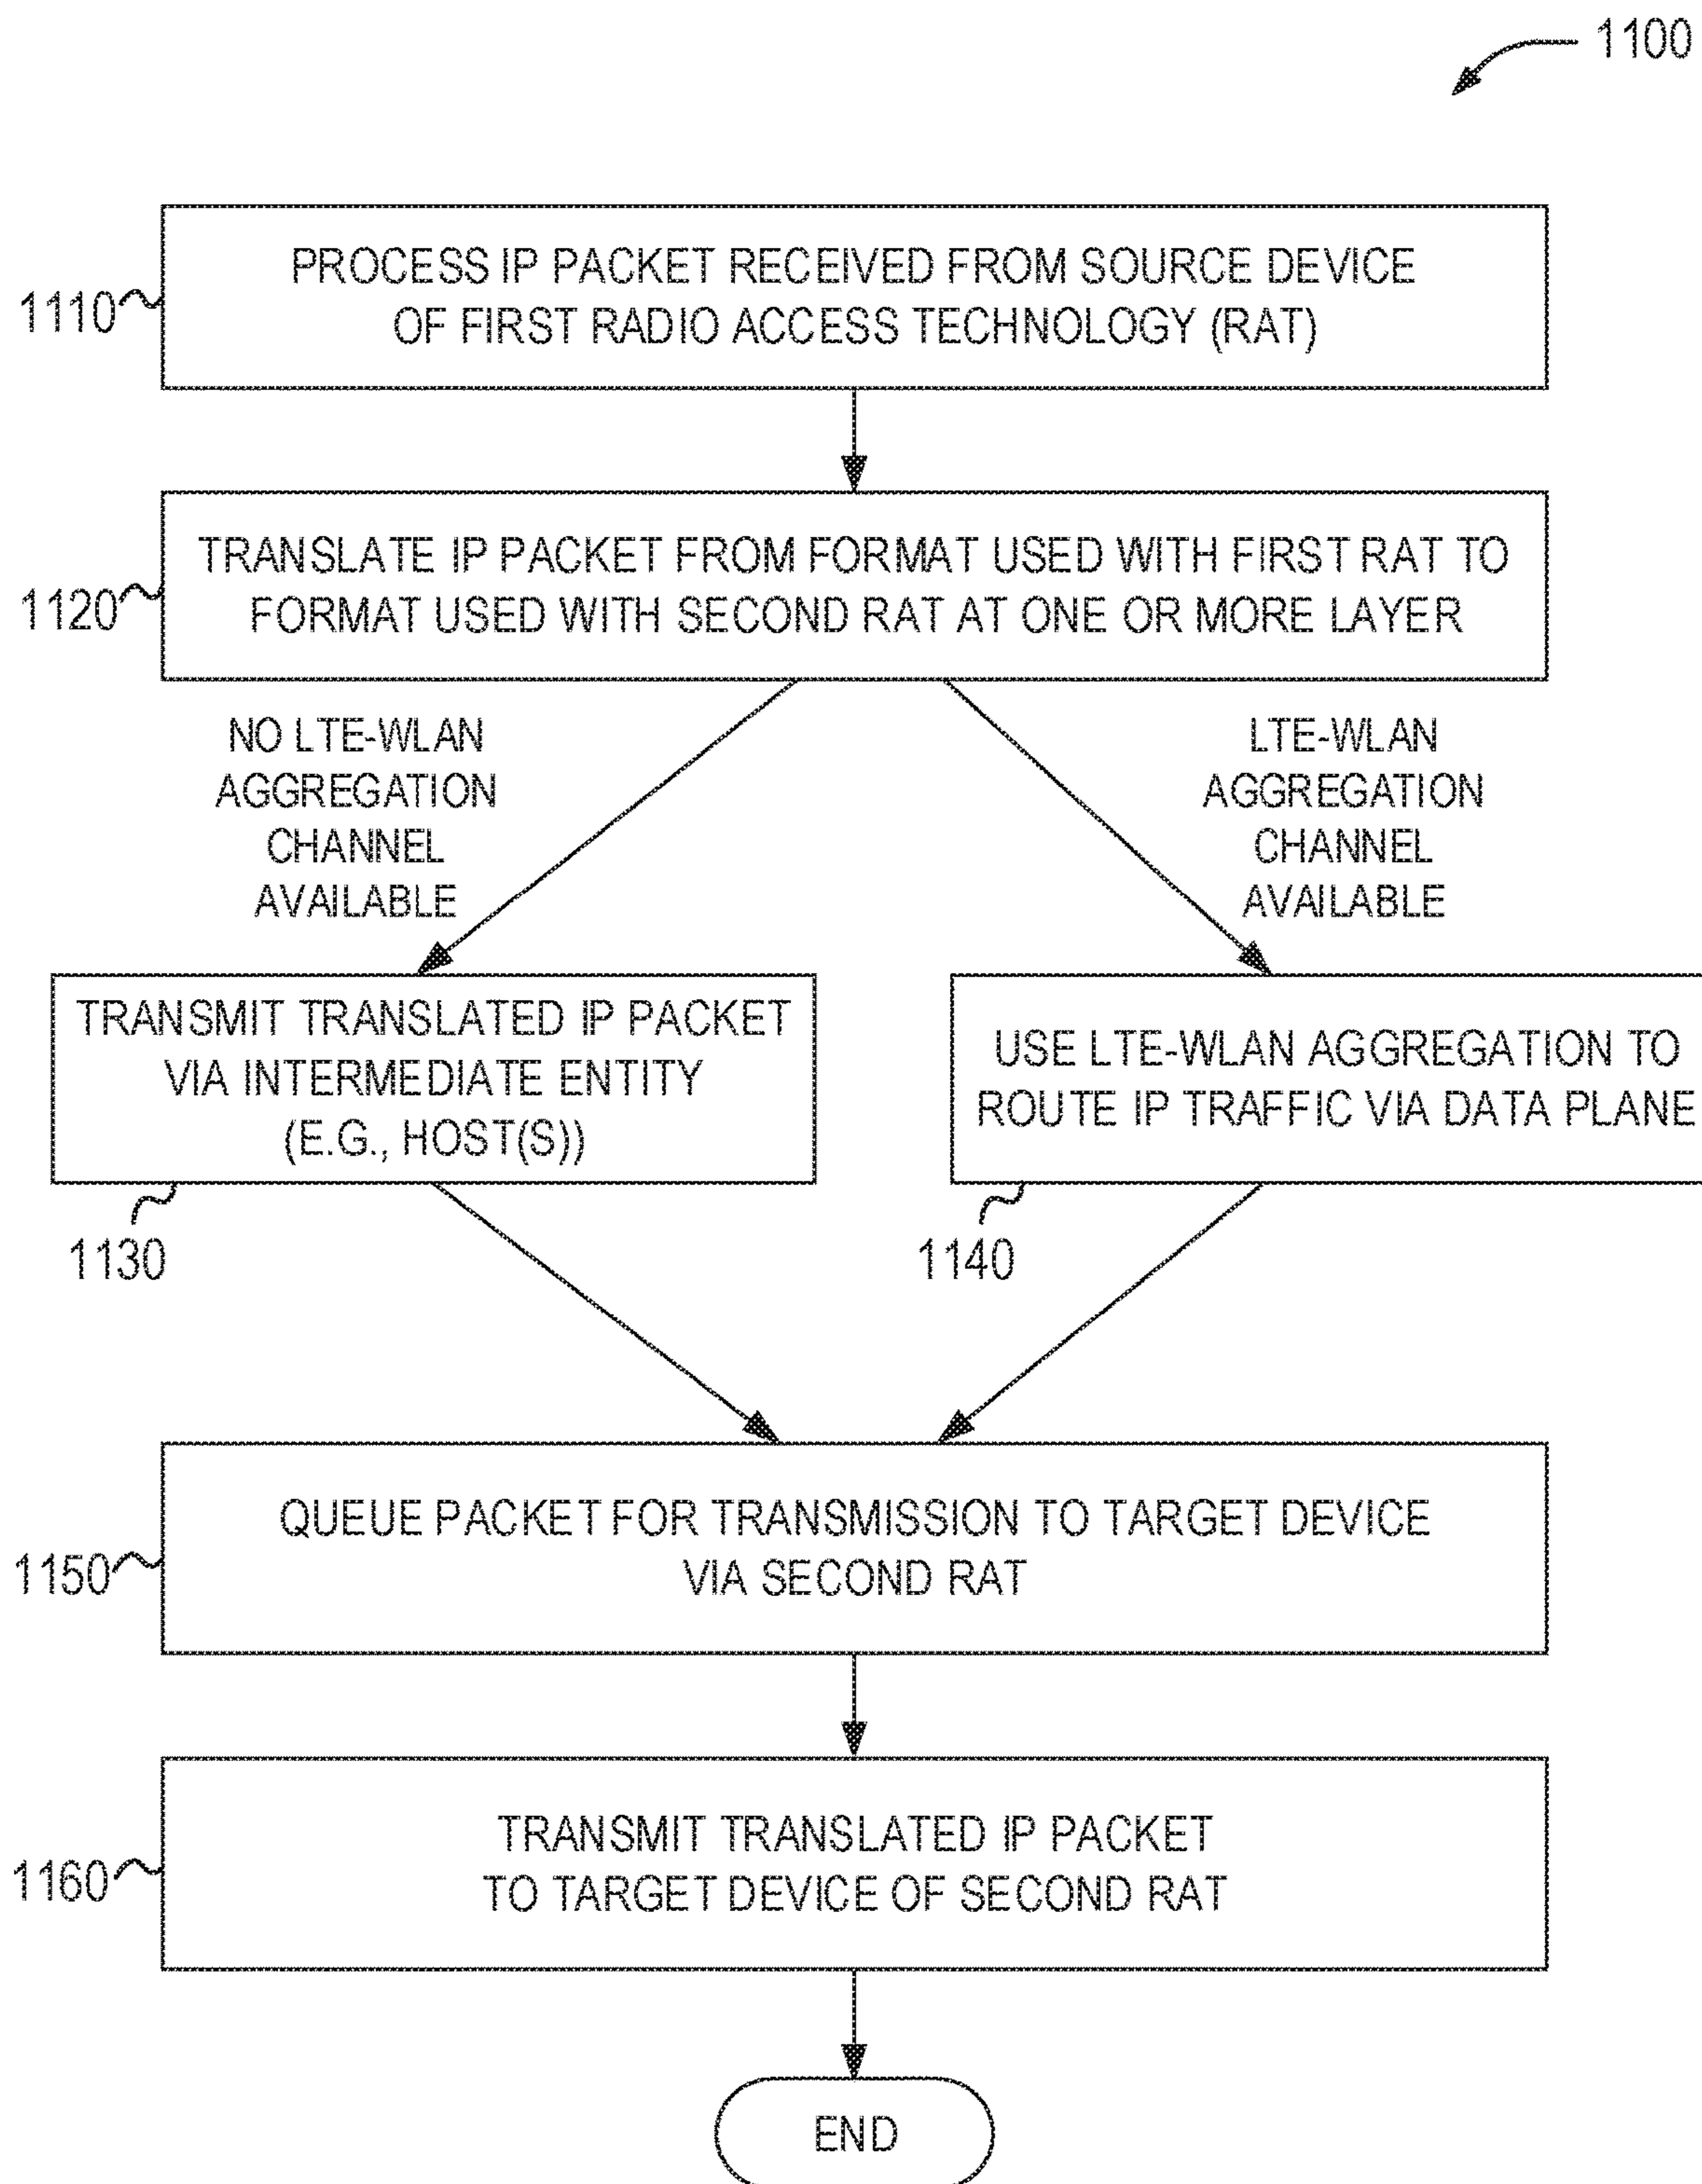 1100
PROCESS IP PACKET RECEIVED FROM SOURCE DEVICE
OF FIRST RADIO ACCESS TECHNOLOGY (RAT)
1110
TRANSLATE IP PACKET FROM FORMAT USED WITH FIRST RAT TO
FORMAT USED WITH SECOND RAT AT ONE OR MORE LAYER
1120
NO LTE-WLAN
AGGREGATION
CHANNEL
AVAILABLE
LTE-WLAN
AGGREGATION
CHANNEL
AVAILABLE
TRANSMIT TRANSLATED IP PACKET
VIA INTERMEDIATE ENTITY
(E.G., HOST(S))
1130
USE LTE-WLAN AGGREGATION TO
ROUTE IP TRAFFIC VIA DATA PLANE
1140
QUEUE PACKET FOR TRANSMISSION TO TARGET DEVICE
VIA SECOND RAT
1150
TRANSMIT TRANSLATED IP PACKET
TO TARGET DEVICE OF SECOND RAT
1160
END